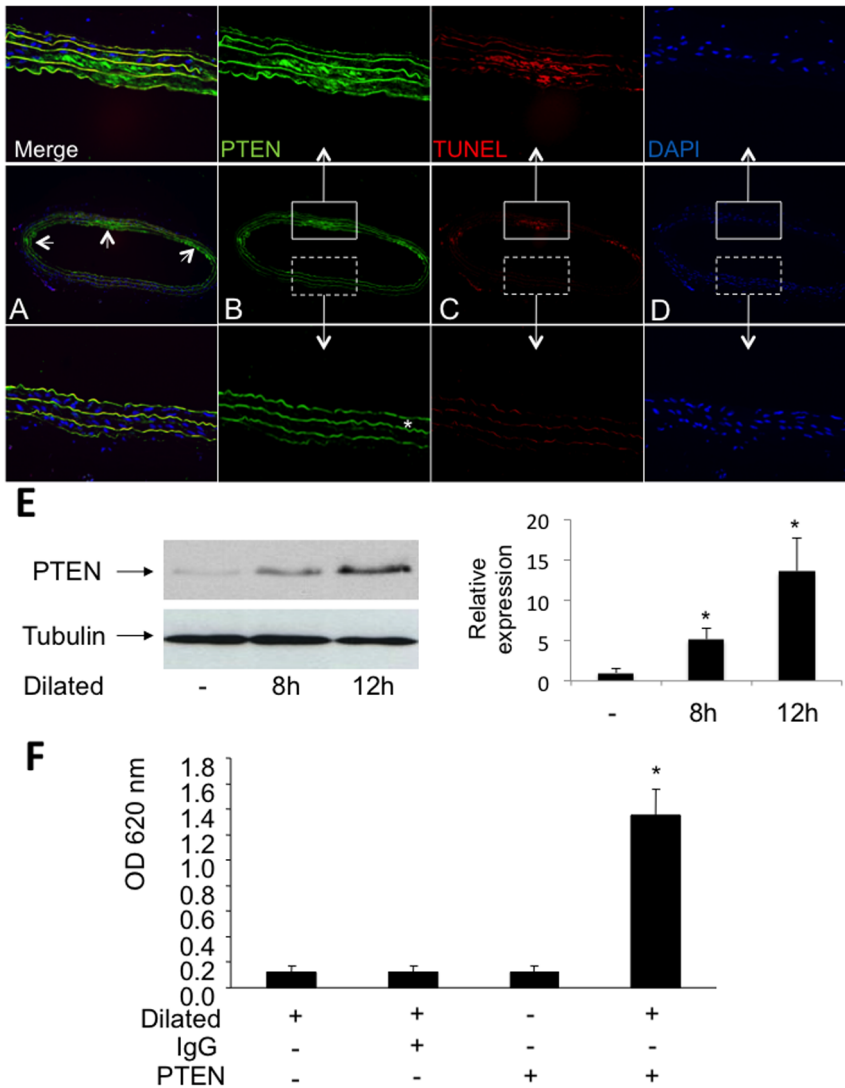 Merge PTEN TUNEL DAPI
A B C D
*
E
PTEN
Tubulin
Dilated - 8h 12h
Relative
expression
20
15
10
5
0
*
*
- 8h 12h
F
OD 620 nm
1.8
1.6
1.4
1.2
1.0
0.8
0.6
0.4
0.2
0.0
*
Dilated + + - +
IgG - + - -
PTEN - - + +